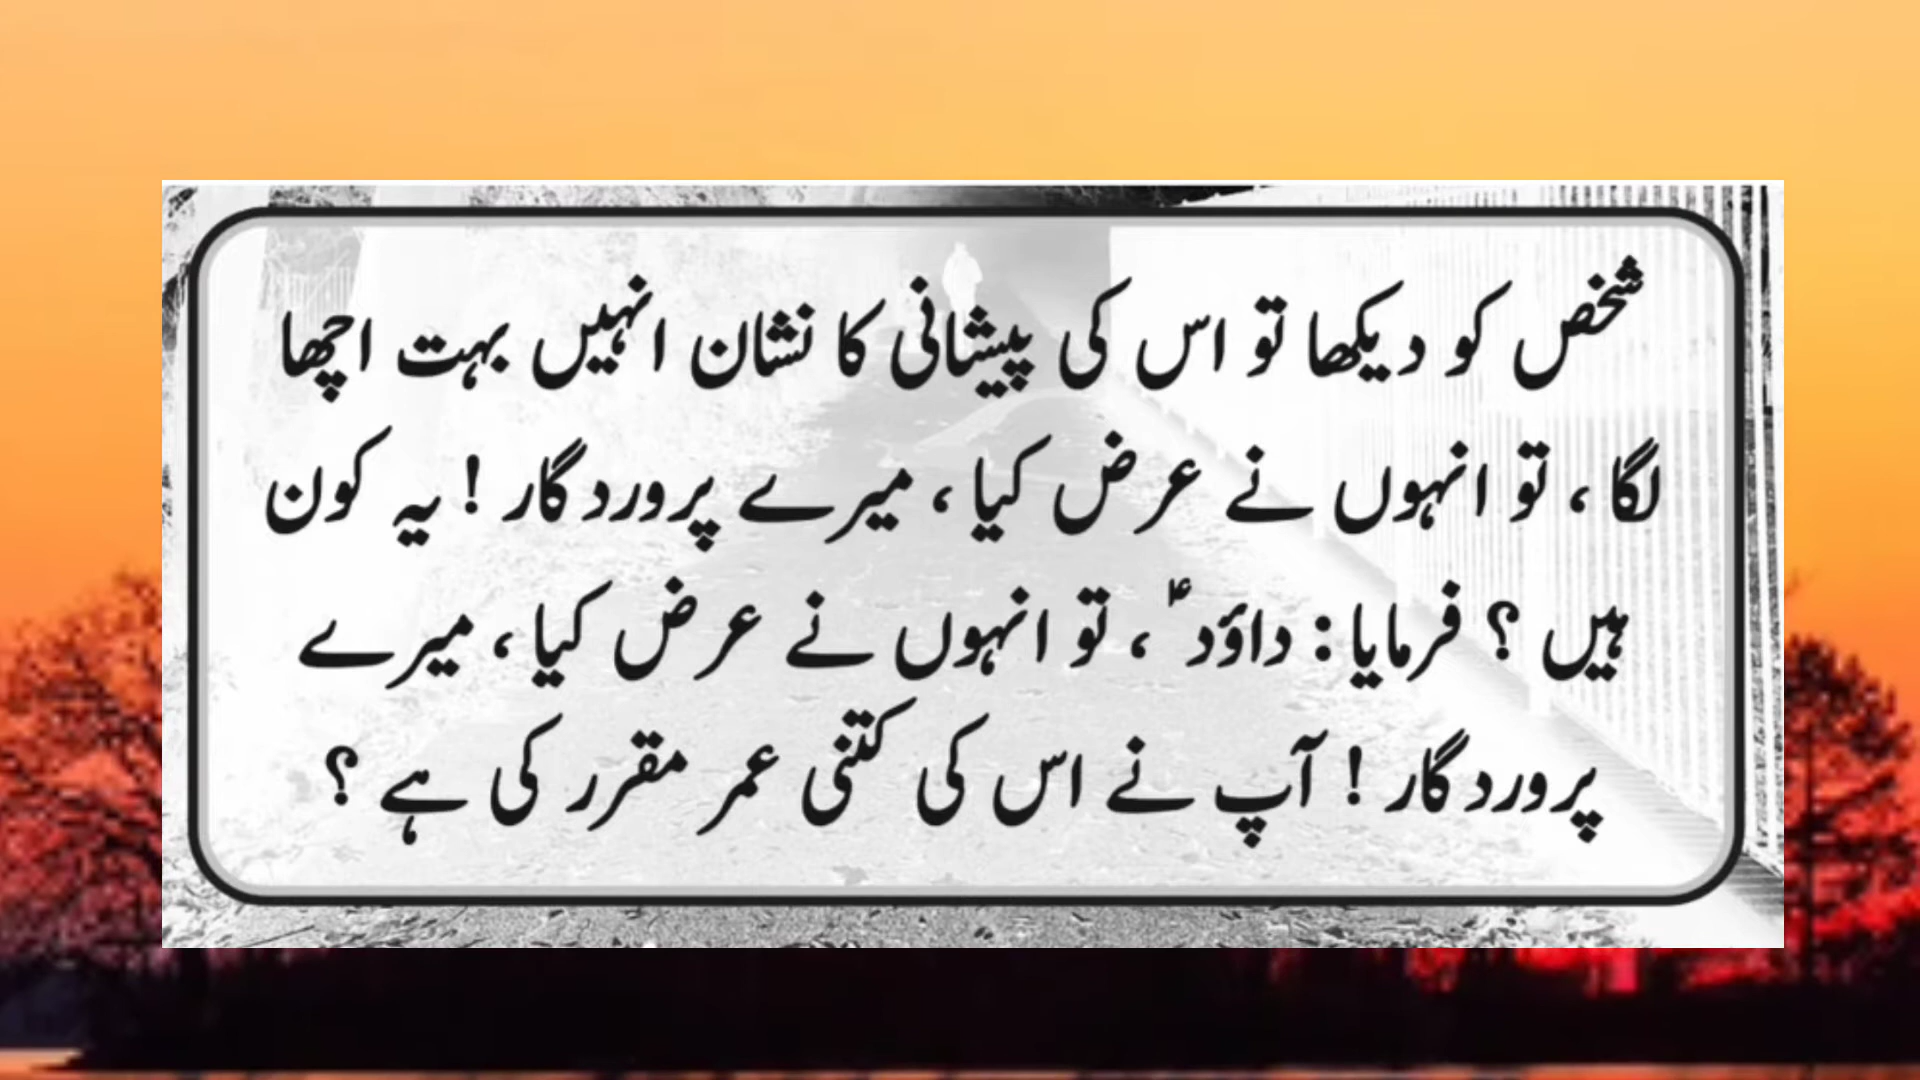 شخص کو دیکھا تو اس کی پیشانی کا نشان انہیں بہت اچھا
لگا ، تو انہوں نے عرض کیا ، میرے پروردگار ! یہ کون
ہیں ؟ فرمایا : داؤد ؑ ، تو انہوں نے عرض کیا ، میرے
پروردگار ! آپ نے اس کی کتنی عمر مقرر کی ہے ؟